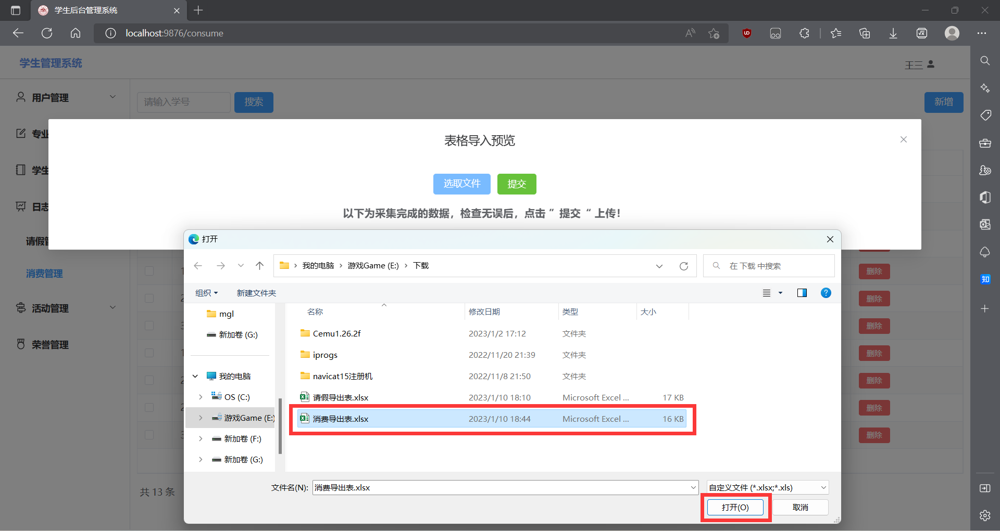 学生后台管理系统
localhost:9876/consume
学生管理系统
王三
用户管理
请输入学号
搜索
新增
专业
表格导入预览
学生
选取文件
提交
日志
以下为采集完成的数据，检查无误后，点击 ” 提交 “ 上传！
请假管
消费管理
活动管理
荣誉管理
打开
我的电脑 › 游戏Game (E:) › 下载
在 下载 中搜索
组织
新建文件夹
名称 修改日期 类型 大小
mgl
新加卷 (G:)
我的电脑
OS (C:)
游戏Game (E:)
新加卷 (F:)
新加卷 (G:)
Cemu1.26.2f 2023/1/2 17:12 文件夹
iprogs 2022/11/20 21:39 文件夹
navicat15注册机 2022/11/8 21:50 文件夹
请假导出表.xlsx 2023/1/10 18:10 Microsoft Excel ... 17 KB
消费导出表.xlsx 2023/1/10 18:44 Microsoft Excel ... 16 KB
删除
删除
删除
删除
删除
删除
删除
知
共 13 条
文件名(N): 消费导出表.xlsx
自定义文件 (*.xlsx;*.xls)
打开(O)
取消